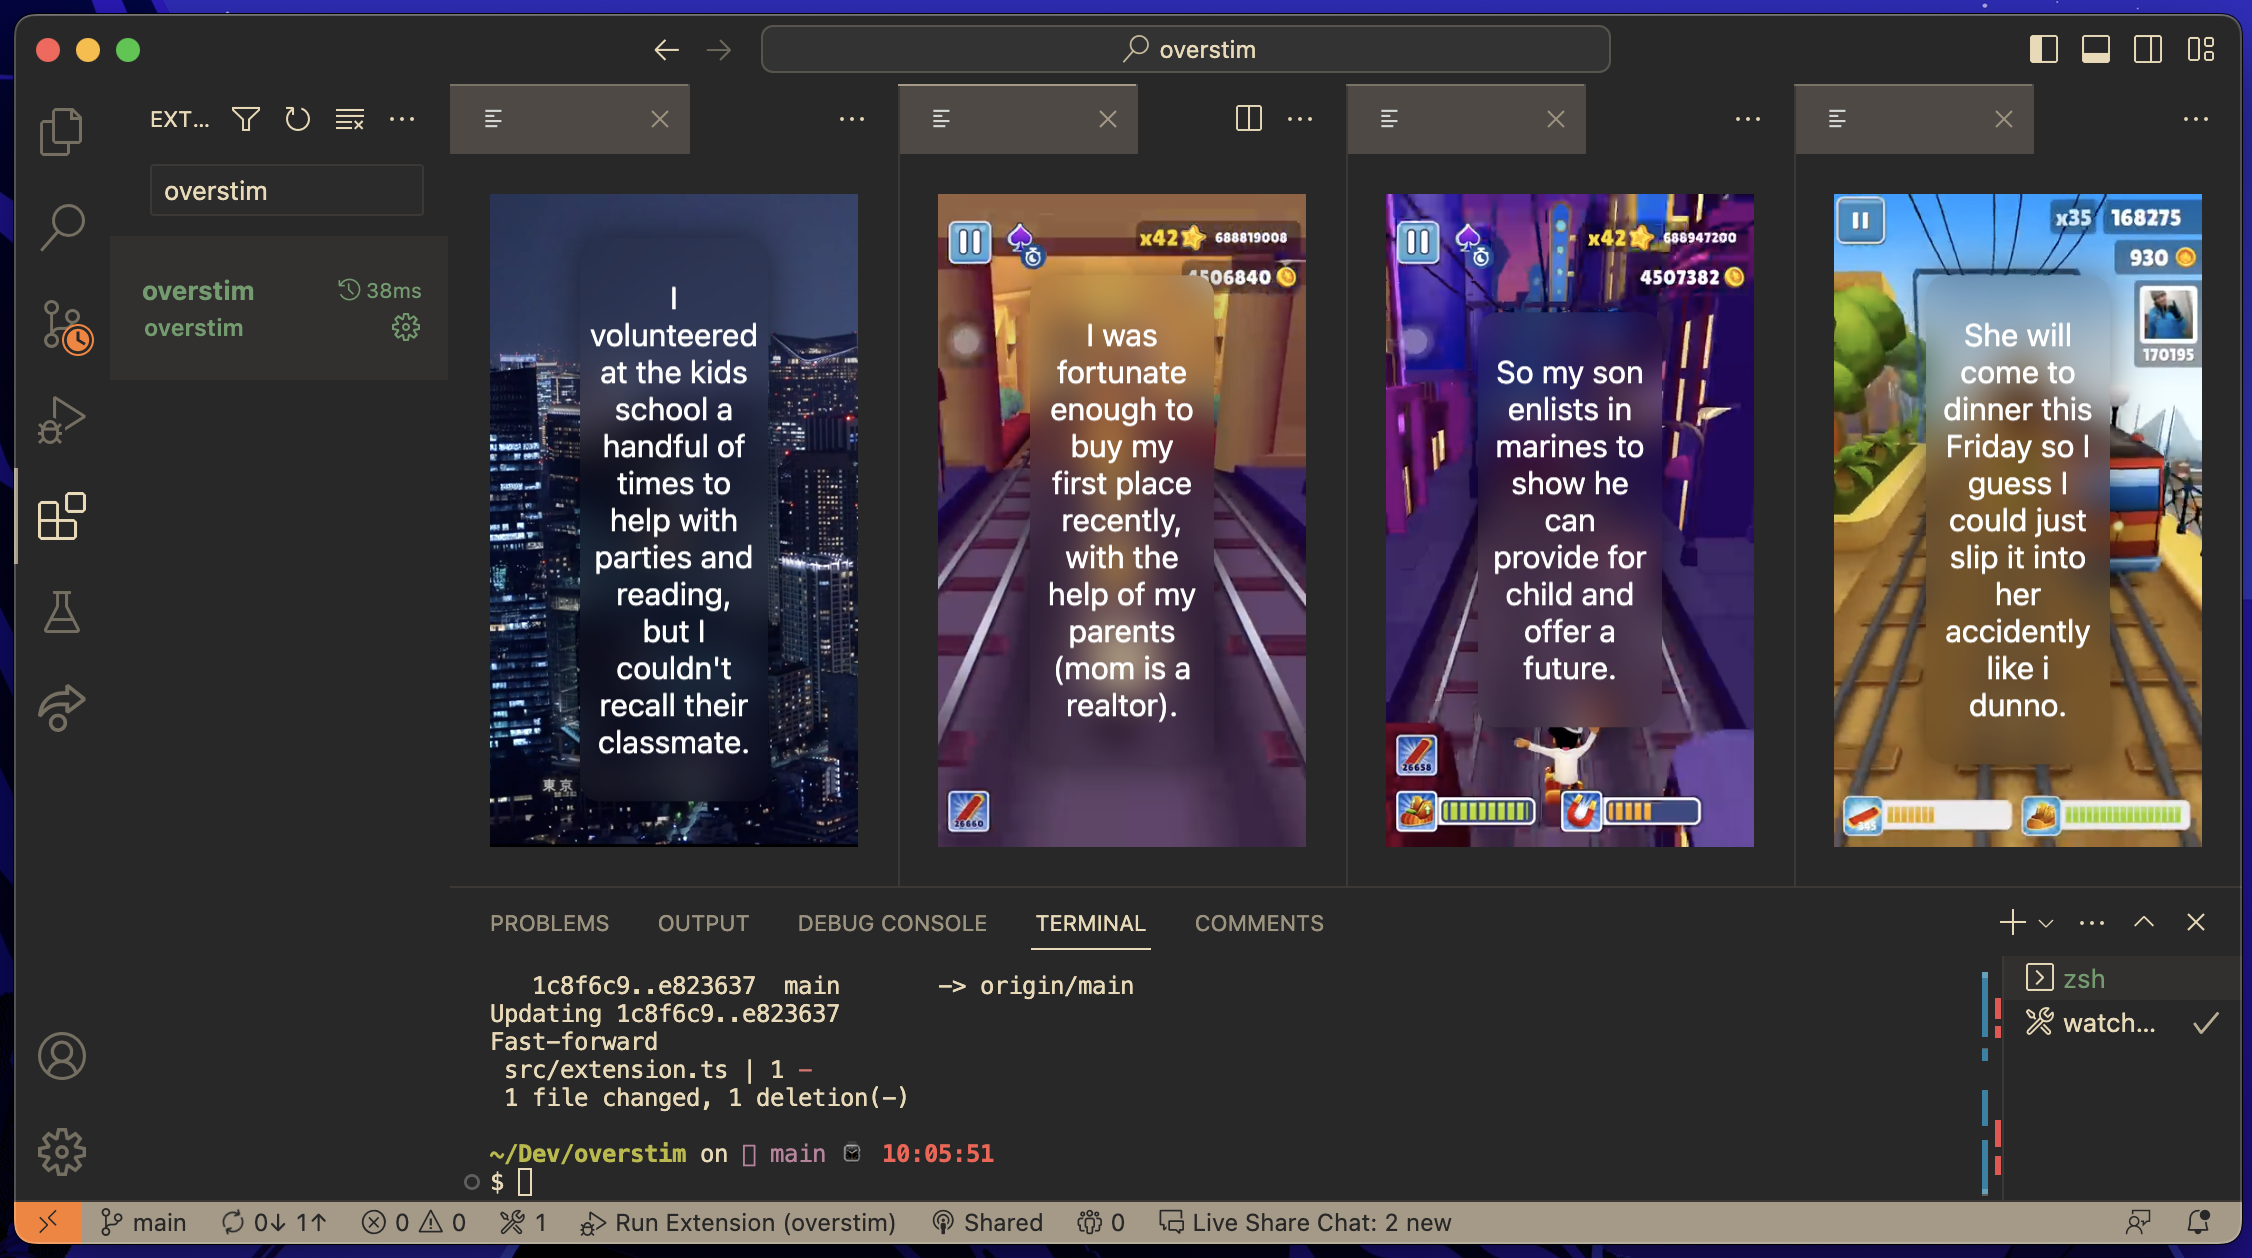 overstim
EXT...
overstim
overstim
38ms
overstim
I
volunteered
at the kids
school a
handful of
times to
help with
parties and
reading,
but I
couldn't
recall their
classmate.
東京
x42
688819008
4506840
I was
fortunate
enough to
buy my
first place
recently,
with the
help of my
parents
(mom is a
realtor).
26660
x42
688947200
4507382
So my son
enlists in
marines to
show he
can
provide for
child and
offer a
future.
26658
x35
168275
930
170195
She will
come to
dinner this
Friday so I
guess I
could just
slip it into
her
accidently
like i
dunno.
345
PROBLEMS
OUTPUT
DEBUG CONSOLE
TERMINAL
COMMENTS
1c8f6c9..e823637  main       -> origin/main
Updating 1c8f6c9..e823637
Fast-forward
src/extension.ts | 1 -
1 file changed, 1 deletion(-)
~/Dev/overstim on main 10:05:51
$
zsh
watch...
main
0↓ 1↑
0
0
1
Run Extension (overstim)
Shared
0
Live Share Chat: 2 new